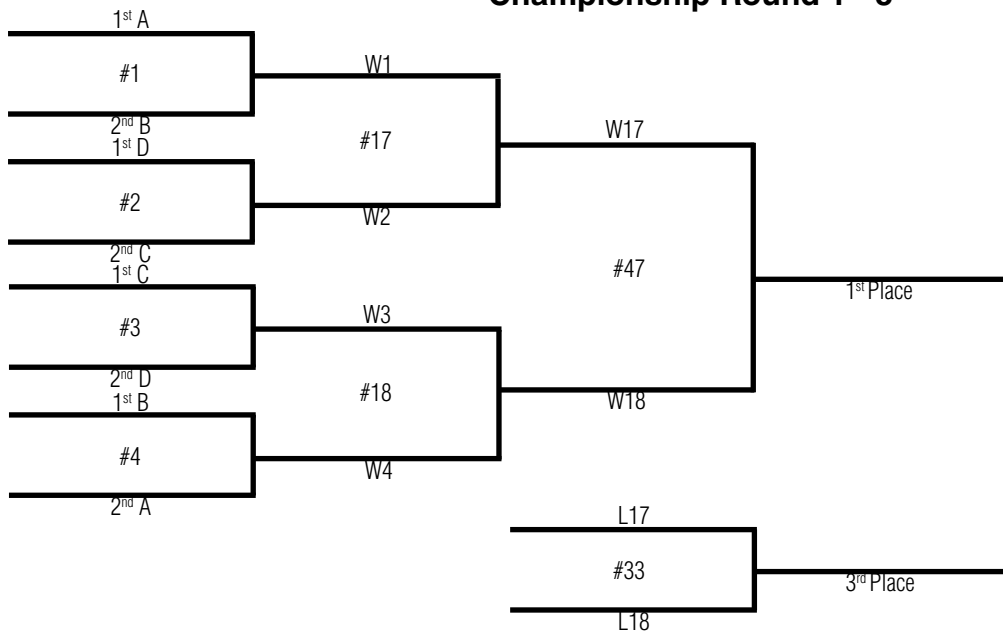 Championship Round 1
1st A
#1
2nd B
1st D
#2
2nd C
1st C
#3
2nd D
1st B
#4
2nd A
W1
#17
W2
W3
#18
W4
W17
#47
W18
1st Place
L17
#33
L18
3rd Place